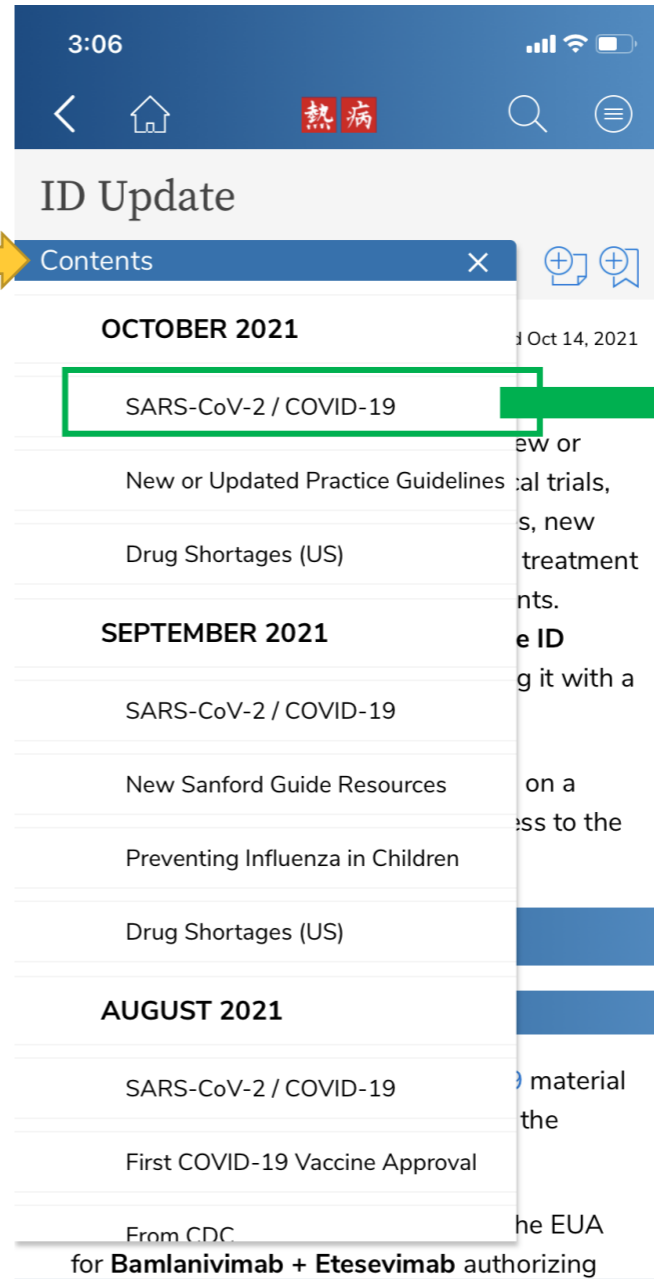 3:06
熱病
ID Update
Contents
OCTOBER 2021
Oct 14, 2021
SARS-CoV-2 / COVID-19
ew or
New or Updated Practice Guidelines
cal trials,
s, new
Drug Shortages (US)
treatment
nts.
SEPTEMBER 2021
e ID
g it with a
SARS-CoV-2 / COVID-19
New Sanford Guide Resources
on a
ess to the
Preventing Influenza in Children
Drug Shortages (US)
AUGUST 2021
SARS-CoV-2 / COVID-19
9 material
the
First COVID-19 Vaccine Approval
From CDC
he EUA
for Bamlanivimab + Etesevimab authorizing